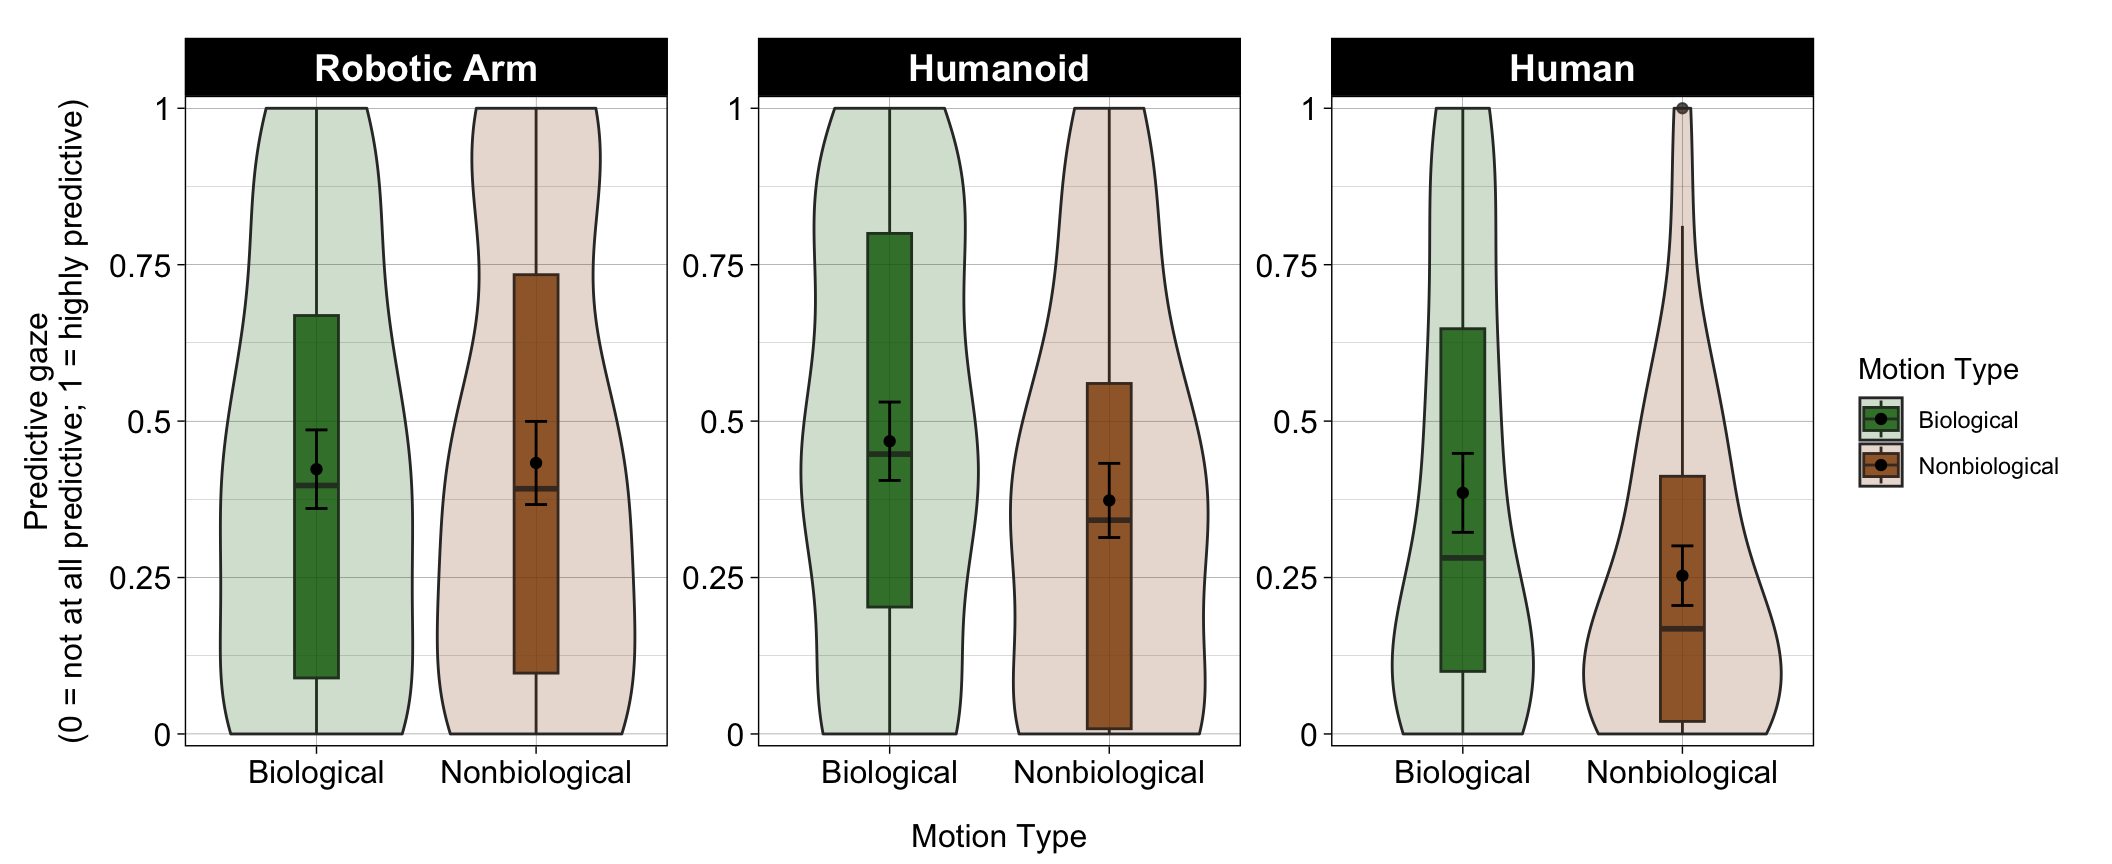 Robotic Arm
Humanoid
Human
Predictive gaze
(0 = not at all predictive; 1 = highly predictive)
1
0.75
0.5
0.25
0
1
0.75
0.5
0.25
0
1
0.75
0.5
0.25
0
Biological
Nonbiological
Biological
Nonbiological
Biological
Nonbiological
Motion Type
Motion Type
Biological
Nonbiological